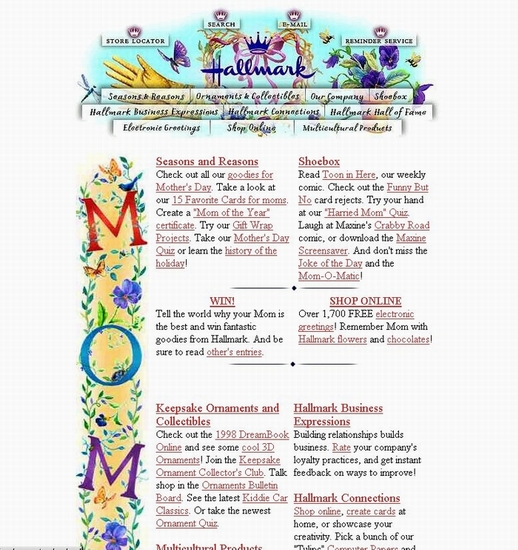 SEARCH
E-MAIL
STORE LOCATOR
REMINDER SERVICE
Hallmark
Seasons & Reasons
Ornaments & Collectibles
Our Company
Shoebox
Hallmark Business Expressions
Hallmark Connections
Hallmark Hall of Fame
Electronic Greetings
Shop Online
Multicultural Products
M
O
M
Seasons and Reasons
Check out all our goodies for
Mother's Day. Take a look at
our 15 Favorite Cards for moms.
Create a "Mom of the Year"
certificate. Try our Gift Wrap
Projects. Take our Mother's Day
Quiz or learn the history of the
holiday!
Shoebox
Read Toon in Here, our weekly
comic. Check out the Funny But
No card rejects. Try your hand
at our "Harried Mom" Quiz.
Laugh at Maxine's Crabby Road
comic, or download the Maxine
Screensaver. And don't miss the
Joke of the Day and the
Mom-O-Matic!
WIN!
Tell the world why your Mom is
the best and win fantastic
goodies from Hallmark. And be
sure to read other's entries.
SHOP ONLINE
Over 1,700 FREE electronic
greetings! Remember Mom with
Hallmark flowers and chocolates!
Keepsake Ornaments and
Collectibles
Check out the 1998 DreamBook
Online and see some cool 3D
Ornaments! Join the Keepsake
Ornament Collector's Club. Talk
shop in the Ornaments Bulletin
Board. See the latest Kiddie Car
Classics. Or take the newest
Ornament Quiz.
Multicultural Products
Hallmark Business
Expressions
Building relationships builds
business. Rate your company's
loyalty practices, and get instant
feedback on ways to improve!
Hallmark Connections
Shop online, create cards at
home, or showcase your
creativity. Pick a bunch of our
"Tulips" Computer Papers and